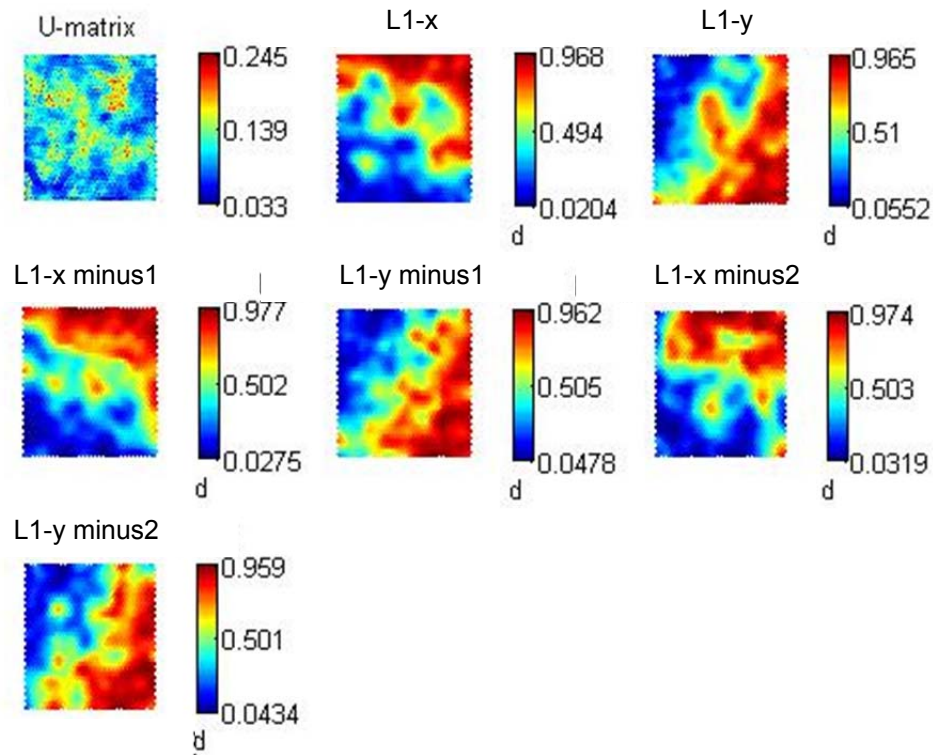 U-matrix
0.245
0.139
0.033
L1-x
0.968
0.494
0.0204
d
L1-y
0.965
0.51
0.0552
d
L1-x minus1
0.977
0.502
0.0275
d
L1-y minus1
0.962
0.505
0.0478
d
L1-x minus2
0.974
0.503
0.0319
d
L1-y minus2
0.959
0.501
0.0434
d